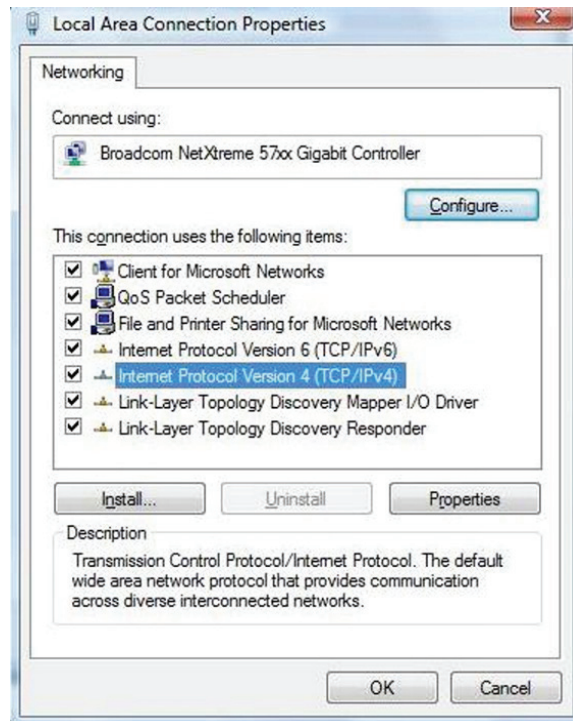 Local Area Connection Properties
Networking
Connect using:
Broadcom NetXtreme 57xx Gigabit Controller
Configure...
This connection uses the following items:
Client for Microsoft Networks
QoS Packet Scheduler
File and Printer Sharing for Microsoft Networks
Internet Protocol Version 6 (TCP/IPv6)
Internet Protocol Version 4 (TCP/IPv4)
Link-Layer Topology Discovery Mapper I/O Driver
Link-Layer Topology Discovery Responder
Install... Uninstall Properties
Description
Transmission Control Protocol/Internet Protocol. The default
wide area network protocol that provides communication
across diverse interconnected networks.
OK Cancel